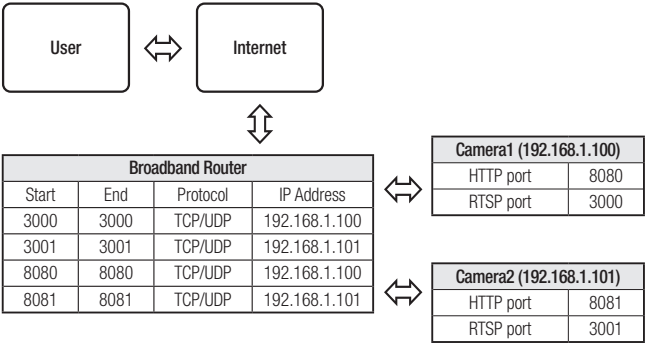 User
Internet
Broadband Router
Start End Protocol IP Address
3000 3000 TCP/UDP 192.168.1.100
3001 3001 TCP/UDP 192.168.1.101
8080 8080 TCP/UDP 192.168.1.100
8081 8081 TCP/UDP 192.168.1.101
Camera1 (192.168.1.100)
HTTP port 8080
RTSP port 3000
Camera2 (192.168.1.101)
HTTP port 8081
RTSP port 3001